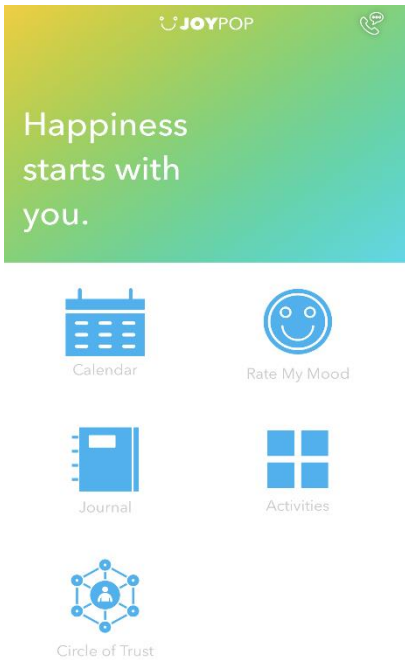 JOYPOP
Happiness
starts with
you.
Calendar
Rate My Mood
Journal
Activities
Circle of Trust